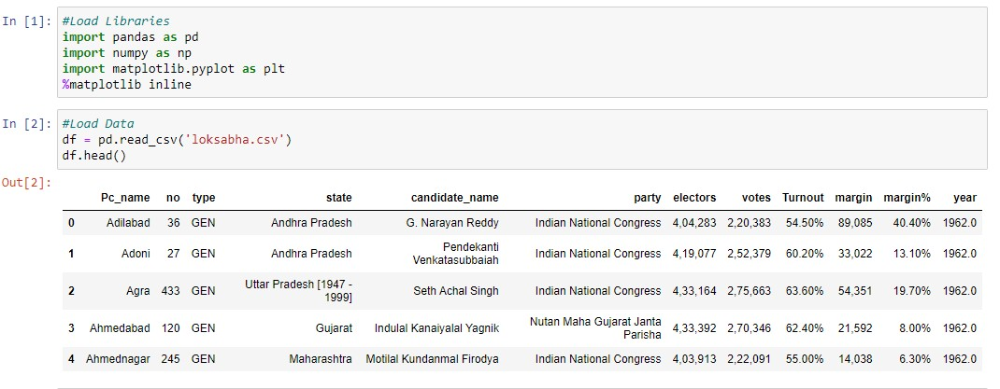 In [1]: #Load Libraries
import pandas as pd
import numpy as np
import matplotlib.pyplot as plt
%matplotlib inline
In [2]: #Load Data
df = pd.read_csv('loksabha.csv')
df.head()
Out[2]:
Pc_name no type state candidate_name party electors votes Turnout margin margin% year
0 Adilabad 36 GEN Andhra Pradesh G. Narayan Reddy Indian National Congress 4,04,283 2,20,383 54.50% 89,085 40.40% 1962.0
1 Adoni 27 GEN Andhra Pradesh Pendekanti
Venkatasubbaiah Indian National Congress 4,19,077 2,52,379 60.20% 33,022 13.10% 1962.0
2 Agra 433 GEN Uttar Pradesh [1947 -
1999] Seth Achal Singh Indian National Congress 4,33,164 2,75,663 63.60% 54,351 19.70% 1962.0
3 Ahmedabad 120 GEN Gujarat Indulal Kanaiyalal Yagnik Nutan Maha Gujarat Janta
Parisha 4,33,392 2,70,346 62.40% 21,592 8.00% 1962.0
4 Ahmednagar 245 GEN Maharashtra Motilal Kundanmal Firodya Indian National Congress 4,03,913 2,22,091 55.00% 14,038 6.30% 1962.0